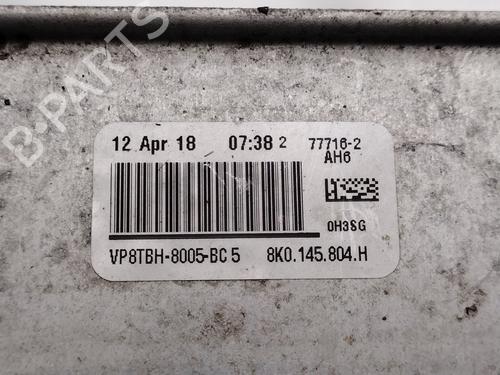 B-PARTS
12 Apr 18 07:38 2 77716-2
AH6
0H3SG
VP8TBH-8005-BC 5 8K0.145.804.H